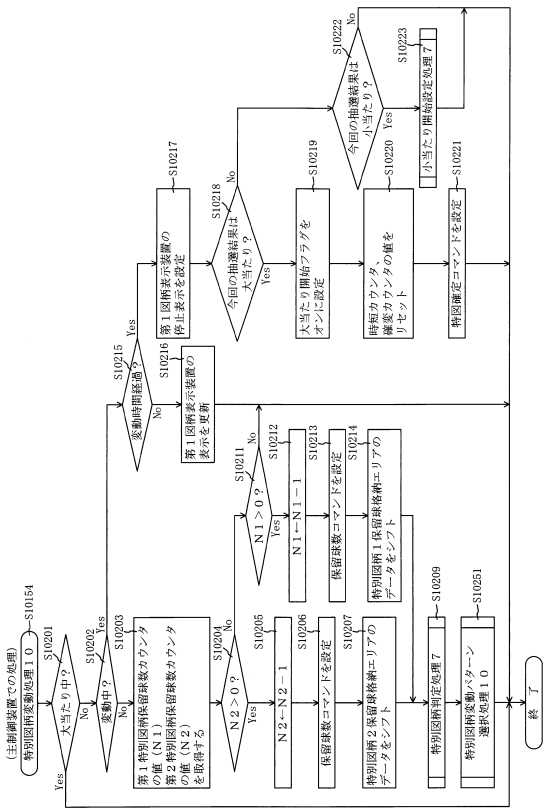 (主制御装置での処理)
特別図柄変動処理10
S10154
S10201
大当たり中?
Yes
No
S10202
変動中?
Yes
No
S10203
第1特別図柄保留球数カウンタ
の値(N1)
第2特別図柄保留球数カウンタ
の値(N2)
を取得する
S10204
N2>0?
No
Yes
S10205
N2←N2-1
S10206
保留球数コマンドを設定
S10207
特別図柄2保留球格納エリアの
データをシフト
S10211
N1>0?
No
Yes
S10212
N1←N1-1
S10213
保留球数コマンドを設定
S10214
特別図柄1保留球格納エリアの
データをシフト
S10209
特別図柄判定処理7
S10251
特別図柄変動パターン
選択処理10
S10215
変動時間経過?
Yes
No
S10216
第1図柄表示装置の
表示を更新
S10217
第1図柄表示装置の
停止表示を設定
S10218
今回の抽選結果は
大当たり?
No
Yes
S10219
大当たり開始フラグを
オンに設定
S10220
時短カウンタ、
確変カウンタの値を
リセット
S10221
特図確定コマンドを設定
S10222
今回の抽選結果は
小当たり?
No
Yes
S10223
小当たり開始設定処理7
終了